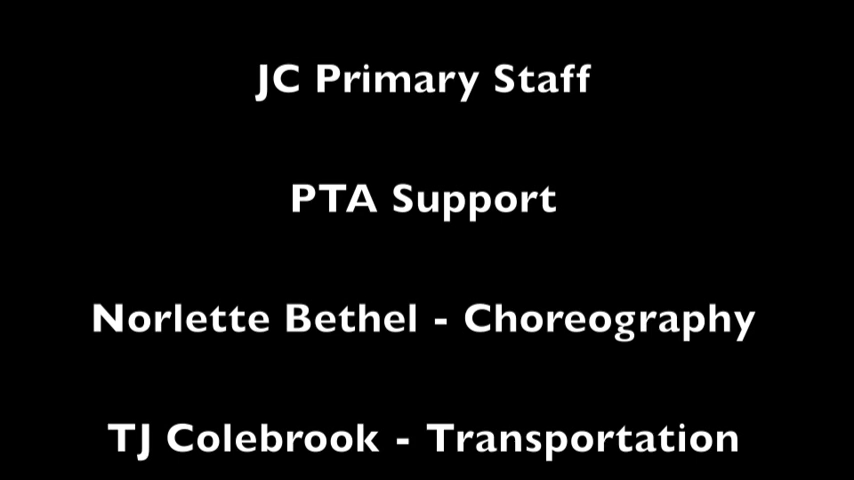 JC Primary Staff
PTA Support
Norlette Bethel - Choreography
TJ Colebrook - Transportation